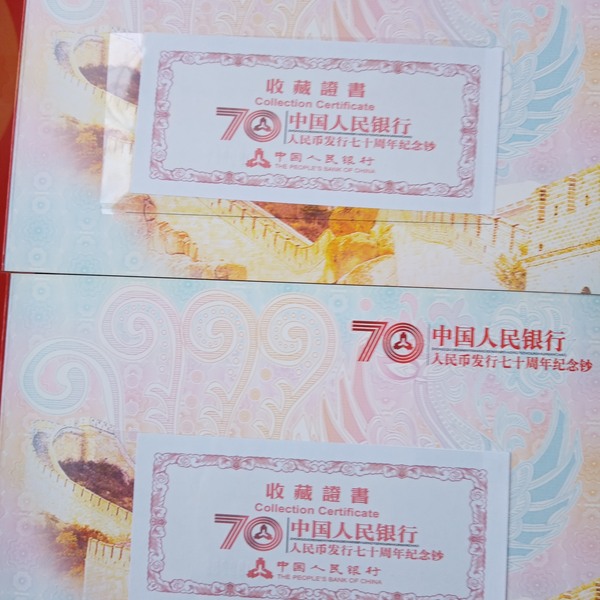 收藏證書
Collection Certificate
70 中国人民银行
人民币发行七十周年纪念钞
中国人民银行
THE PEOPLE'S BANK OF CHINA
70 中国人民银行
人民币发行七十周年纪念钞
收藏證書
Collection Certificate
70 中国人民银行
人民币发行七十周年纪念钞
中国人民银行
THE PEOPLE'S BANK OF CHINA